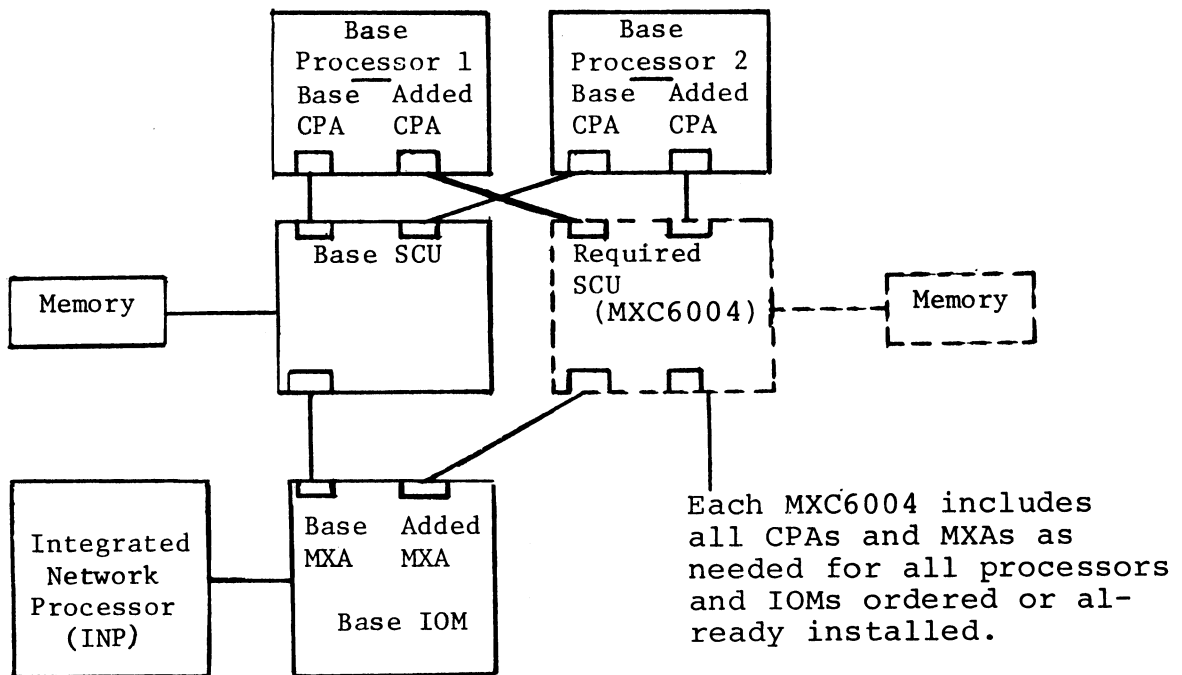 Base
Processor 1
Base Added
CPA CPA
Base
Processor 2
Base Added
CPA CPA
Memory
Base SCU
Required
SCU
(MXC6004)
Memory
Integrated
Network
Processor
(INP)
Base Added
MXA MXA
Base IOM
Each MXC6004 includes
all CPAs and MXAs as
needed for all processors
and IOMs ordered or al-
ready installed.